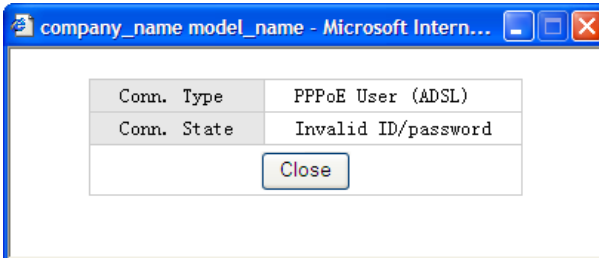 company_name model_name - Microsoft Intern...
Conn. Type PPPoE User (ADSL)
Conn. State Invalid ID/password
Close